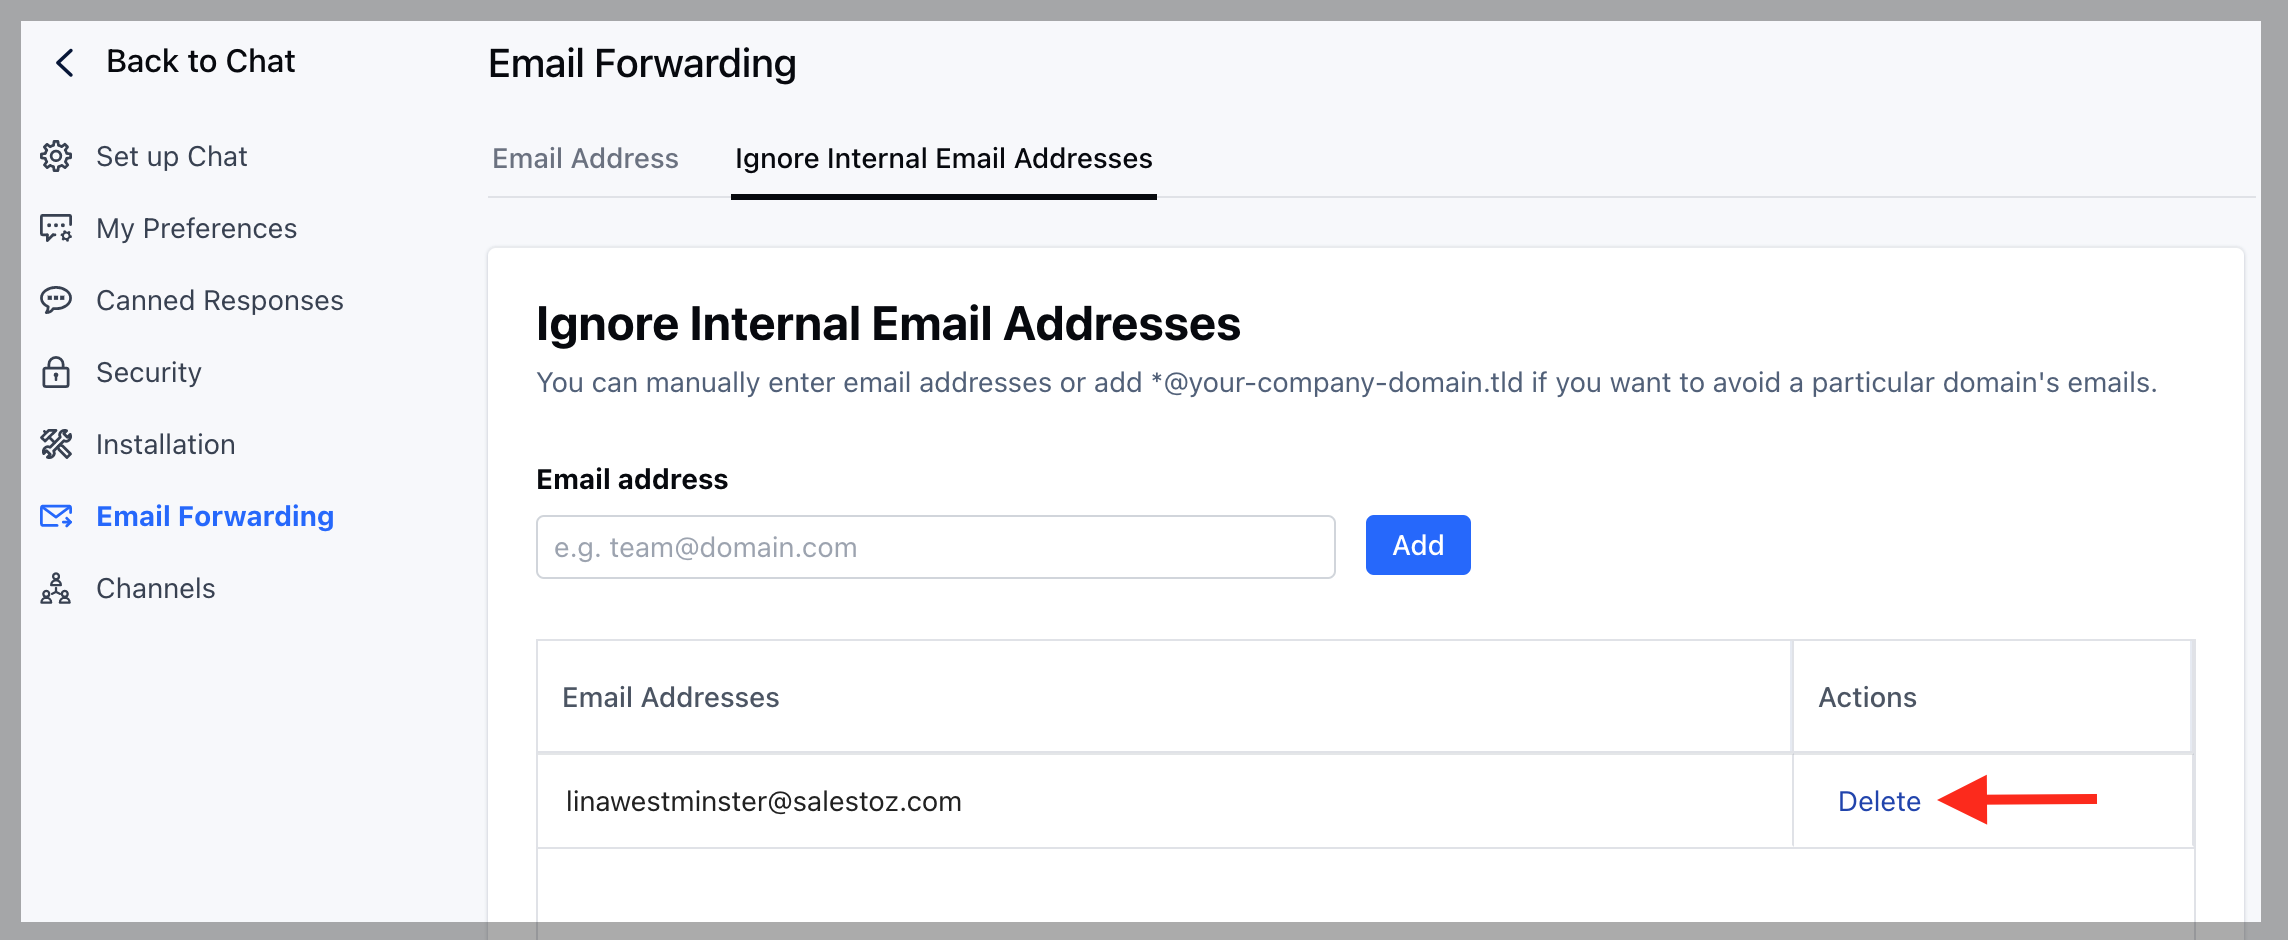 Back to Chat
Set up Chat
My Preferences
Canned Responses
Security
Installation
Email Forwarding
Channels
Email Forwarding
Email Address
Ignore Internal Email Addresses
Ignore Internal Email Addresses
You can manually enter email addresses or add *@your-company-domain.tld if you want to avoid a particular domain's emails.
Email address
e.g. team@domain.com
Add
Email Addresses
Actions
linawestminster@salestoz.com
Delete